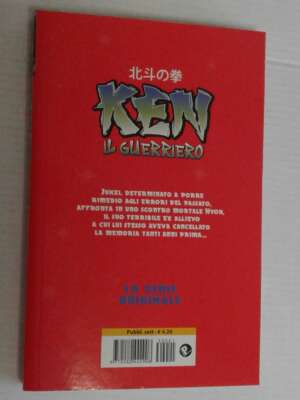 北斗の拳
KEN
IL GUERRIERO
JUKEI, DETERMINATO A PORRE
RIMEDIO AGLI ERRORI DEL PASSATO,
AFFRONTA IN UNO SCONTRO MORTALE HYOH,
IL SUO TERRIBILE EX ALLIEVO
A CUI LUI STESSO AVEVA CANCELLATO
LA MEMORIA TANTI ANNI PRIMA...
LA SERIE
ORIGINALE